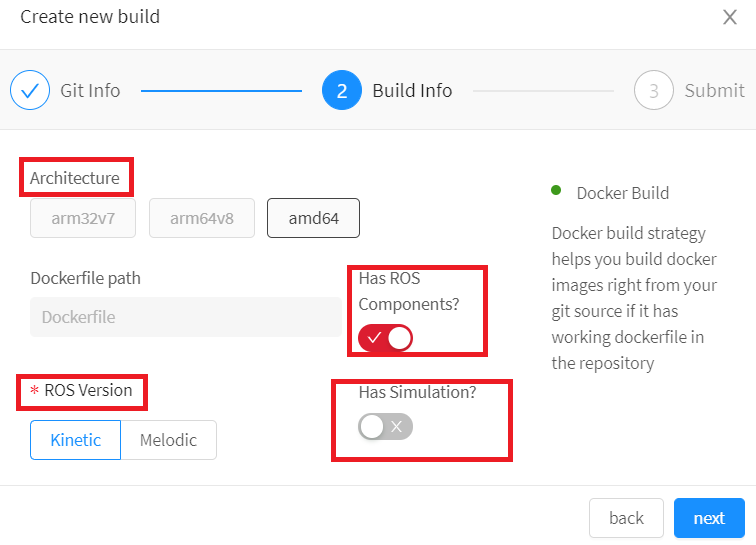 Create new build
Git Info
2
Build Info
3
Submit
Architecture
arm32v7
arm64v8
amd64
Dockerfile path
Dockerfile
Has ROS
Components?
* ROS Version
Kinetic
Melodic
Has Simulation?
Docker Build
Docker build strategy
helps you build docker
images right from your
git source if it has
working dockerfile in
the repository
back
next